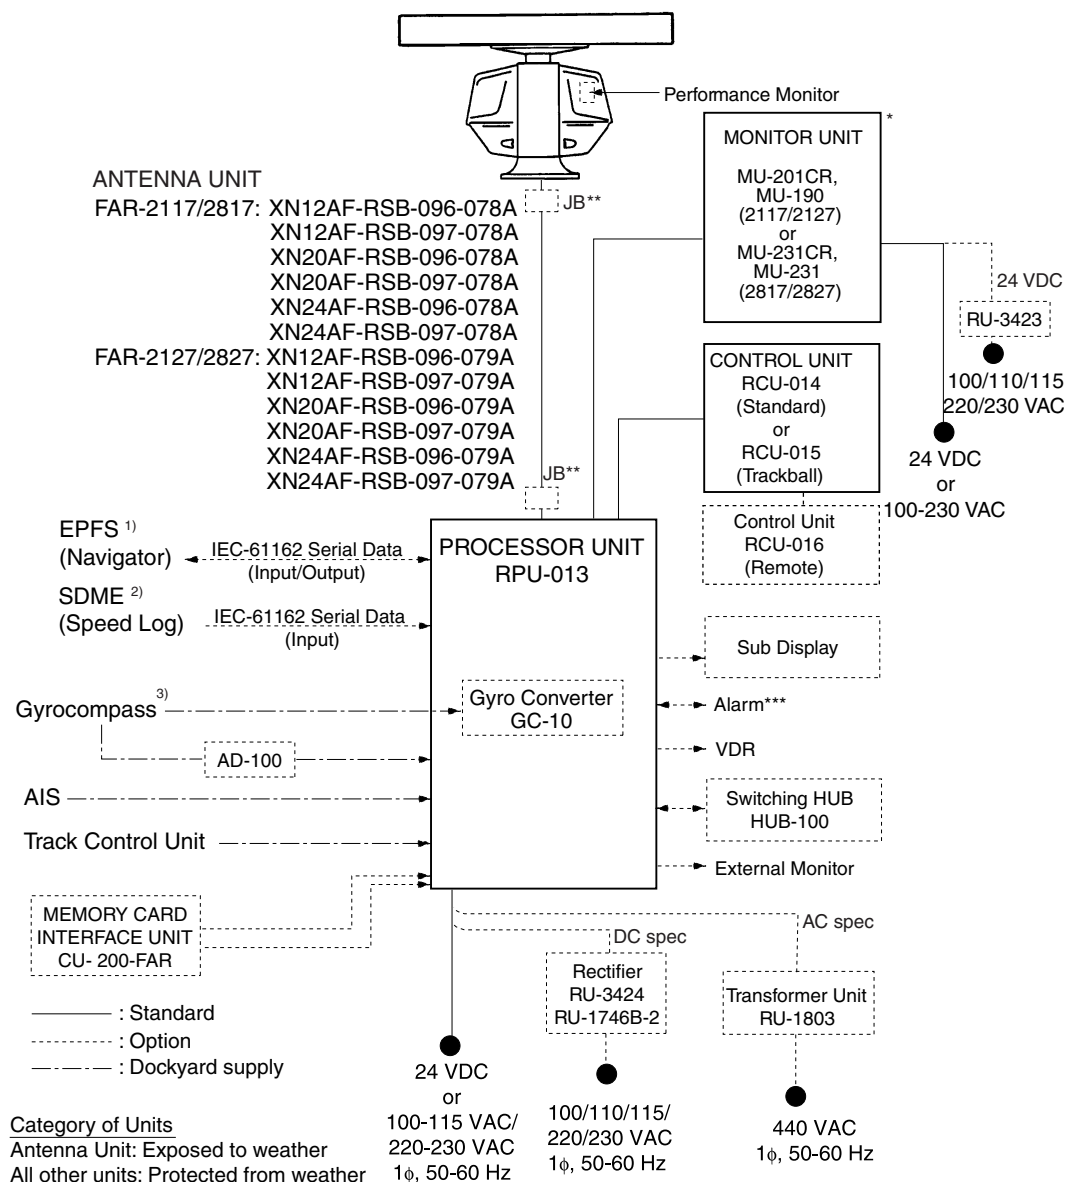 Performance Monitor
MONITOR UNIT
*
MU-201CR,
MU-190
(2117/2127)
or
MU-231CR,
MU-231
(2817/2827)
ANTENNA UNIT
FAR-2117/2817: XN12AF-RSB-096-078A
XN12AF-RSB-097-078A
XN20AF-RSB-096-078A
XN20AF-RSB-097-078A
XN24AF-RSB-096-078A
XN24AF-RSB-097-078A
FAR-2127/2827: XN12AF-RSB-096-079A
XN12AF-RSB-097-079A
XN20AF-RSB-096-079A
XN20AF-RSB-097-079A
XN24AF-RSB-096-079A
XN24AF-RSB-097-079A
JB**
JB**
24 VDC
RU-3423
100/110/115
220/230 VAC
24 VDC
or
100-230 VAC
CONTROL UNIT
RCU-014
(Standard)
or
RCU-015
(Trackball)
Control Unit
RCU-016
(Remote)
EPFS 1)
(Navigator)
IEC-61162 Serial Data
(Input/Output)
SDME 2)
(Speed Log)
IEC-61162 Serial Data
(Input)
PROCESSOR UNIT
RPU-013
Gyrocompass 3)
Gyro Converter
GC-10
AD-100
AIS
Track Control Unit
MEMORY CARD
INTERFACE UNIT
CU- 200-FAR
Sub Display
Alarm***
VDR
Switching HUB
HUB-100
External Monitor
AC spec
DC spec
Rectifier
RU-3424
RU-1746B-2
Transformer Unit
RU-1803
: Standard
: Option
: Dockyard supply
24 VDC
or
100-115 VAC/
220-230 VAC
1ϕ, 50-60 Hz
100/110/115/
220/230 VAC
1ϕ, 50-60 Hz
440 VAC
1ϕ, 50-60 Hz
Category of Units
Antenna Unit: Exposed to weather
All other units: Protected from weather